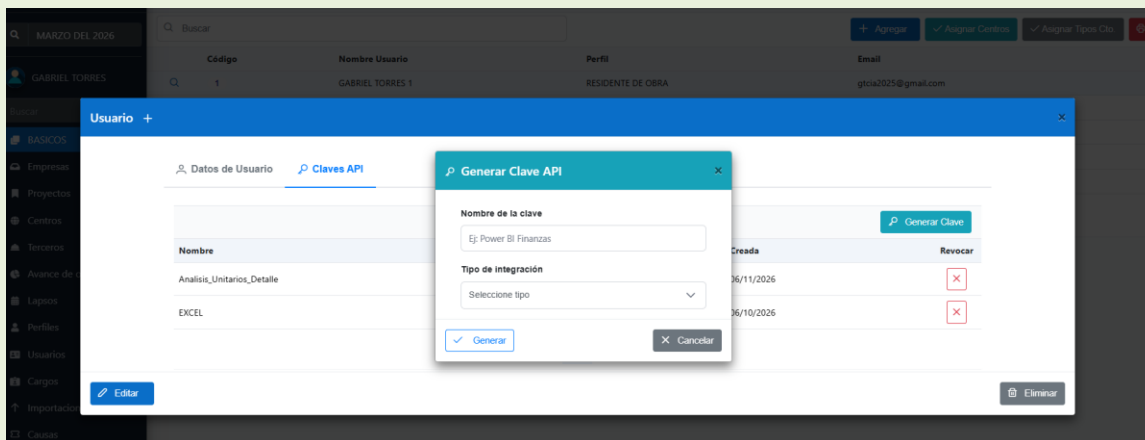 MARZO DEL 2026
Buscar
+ Agregar
Asignar Centros
Asignar Tipos Cto.
Código Nombre Usuario Perfil Email
GABRIEL TORRES
1 GABRIEL TORRES 1 RESIDENTE DE OBRA gtcia2025@gmail.com
Buscar
Usuario +
×
BASICOS
Empresas
Proyectos
Centros
Terceros
Avance de
Lapsos
Perfiles
Usuarios
Cargos
Causas
Datos de Usuario
Claves API
Generar Clave
Nombre
Creada
Revocar
Analisis_Unitarios_Detalle
06/11/2026
EXCEL
06/10/2026
Generar Clave API
×
Nombre de la clave
Ej: Power BI Finanzas
Tipo de integración
Seleccione tipo
Generar
Cancelar
Editar
Eliminar